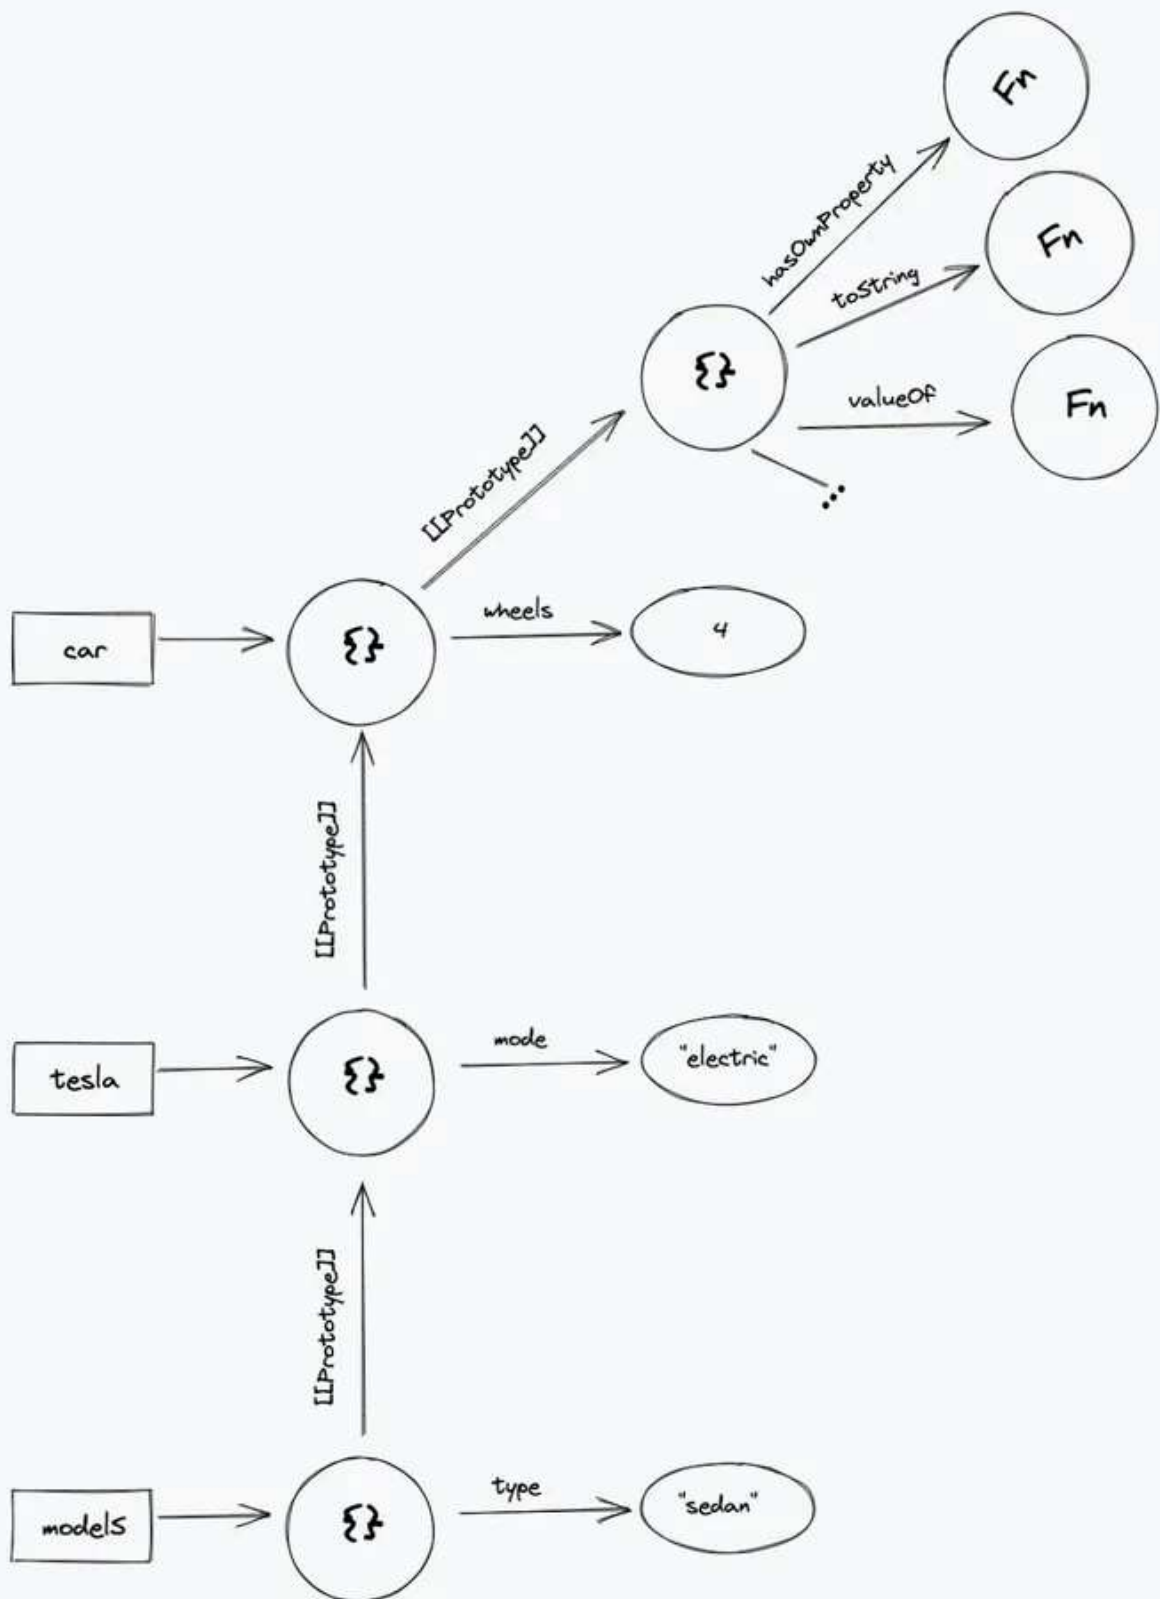 Fn
hasOwnProperty
toString
Fn
{}
valueOf
Fn
[[Prototype]]
...
car
{}
wheels
4
[[Prototype]]
tesla
{}
mode
"electric"
[[Prototype]]
modelS
{}
type
"sedan"